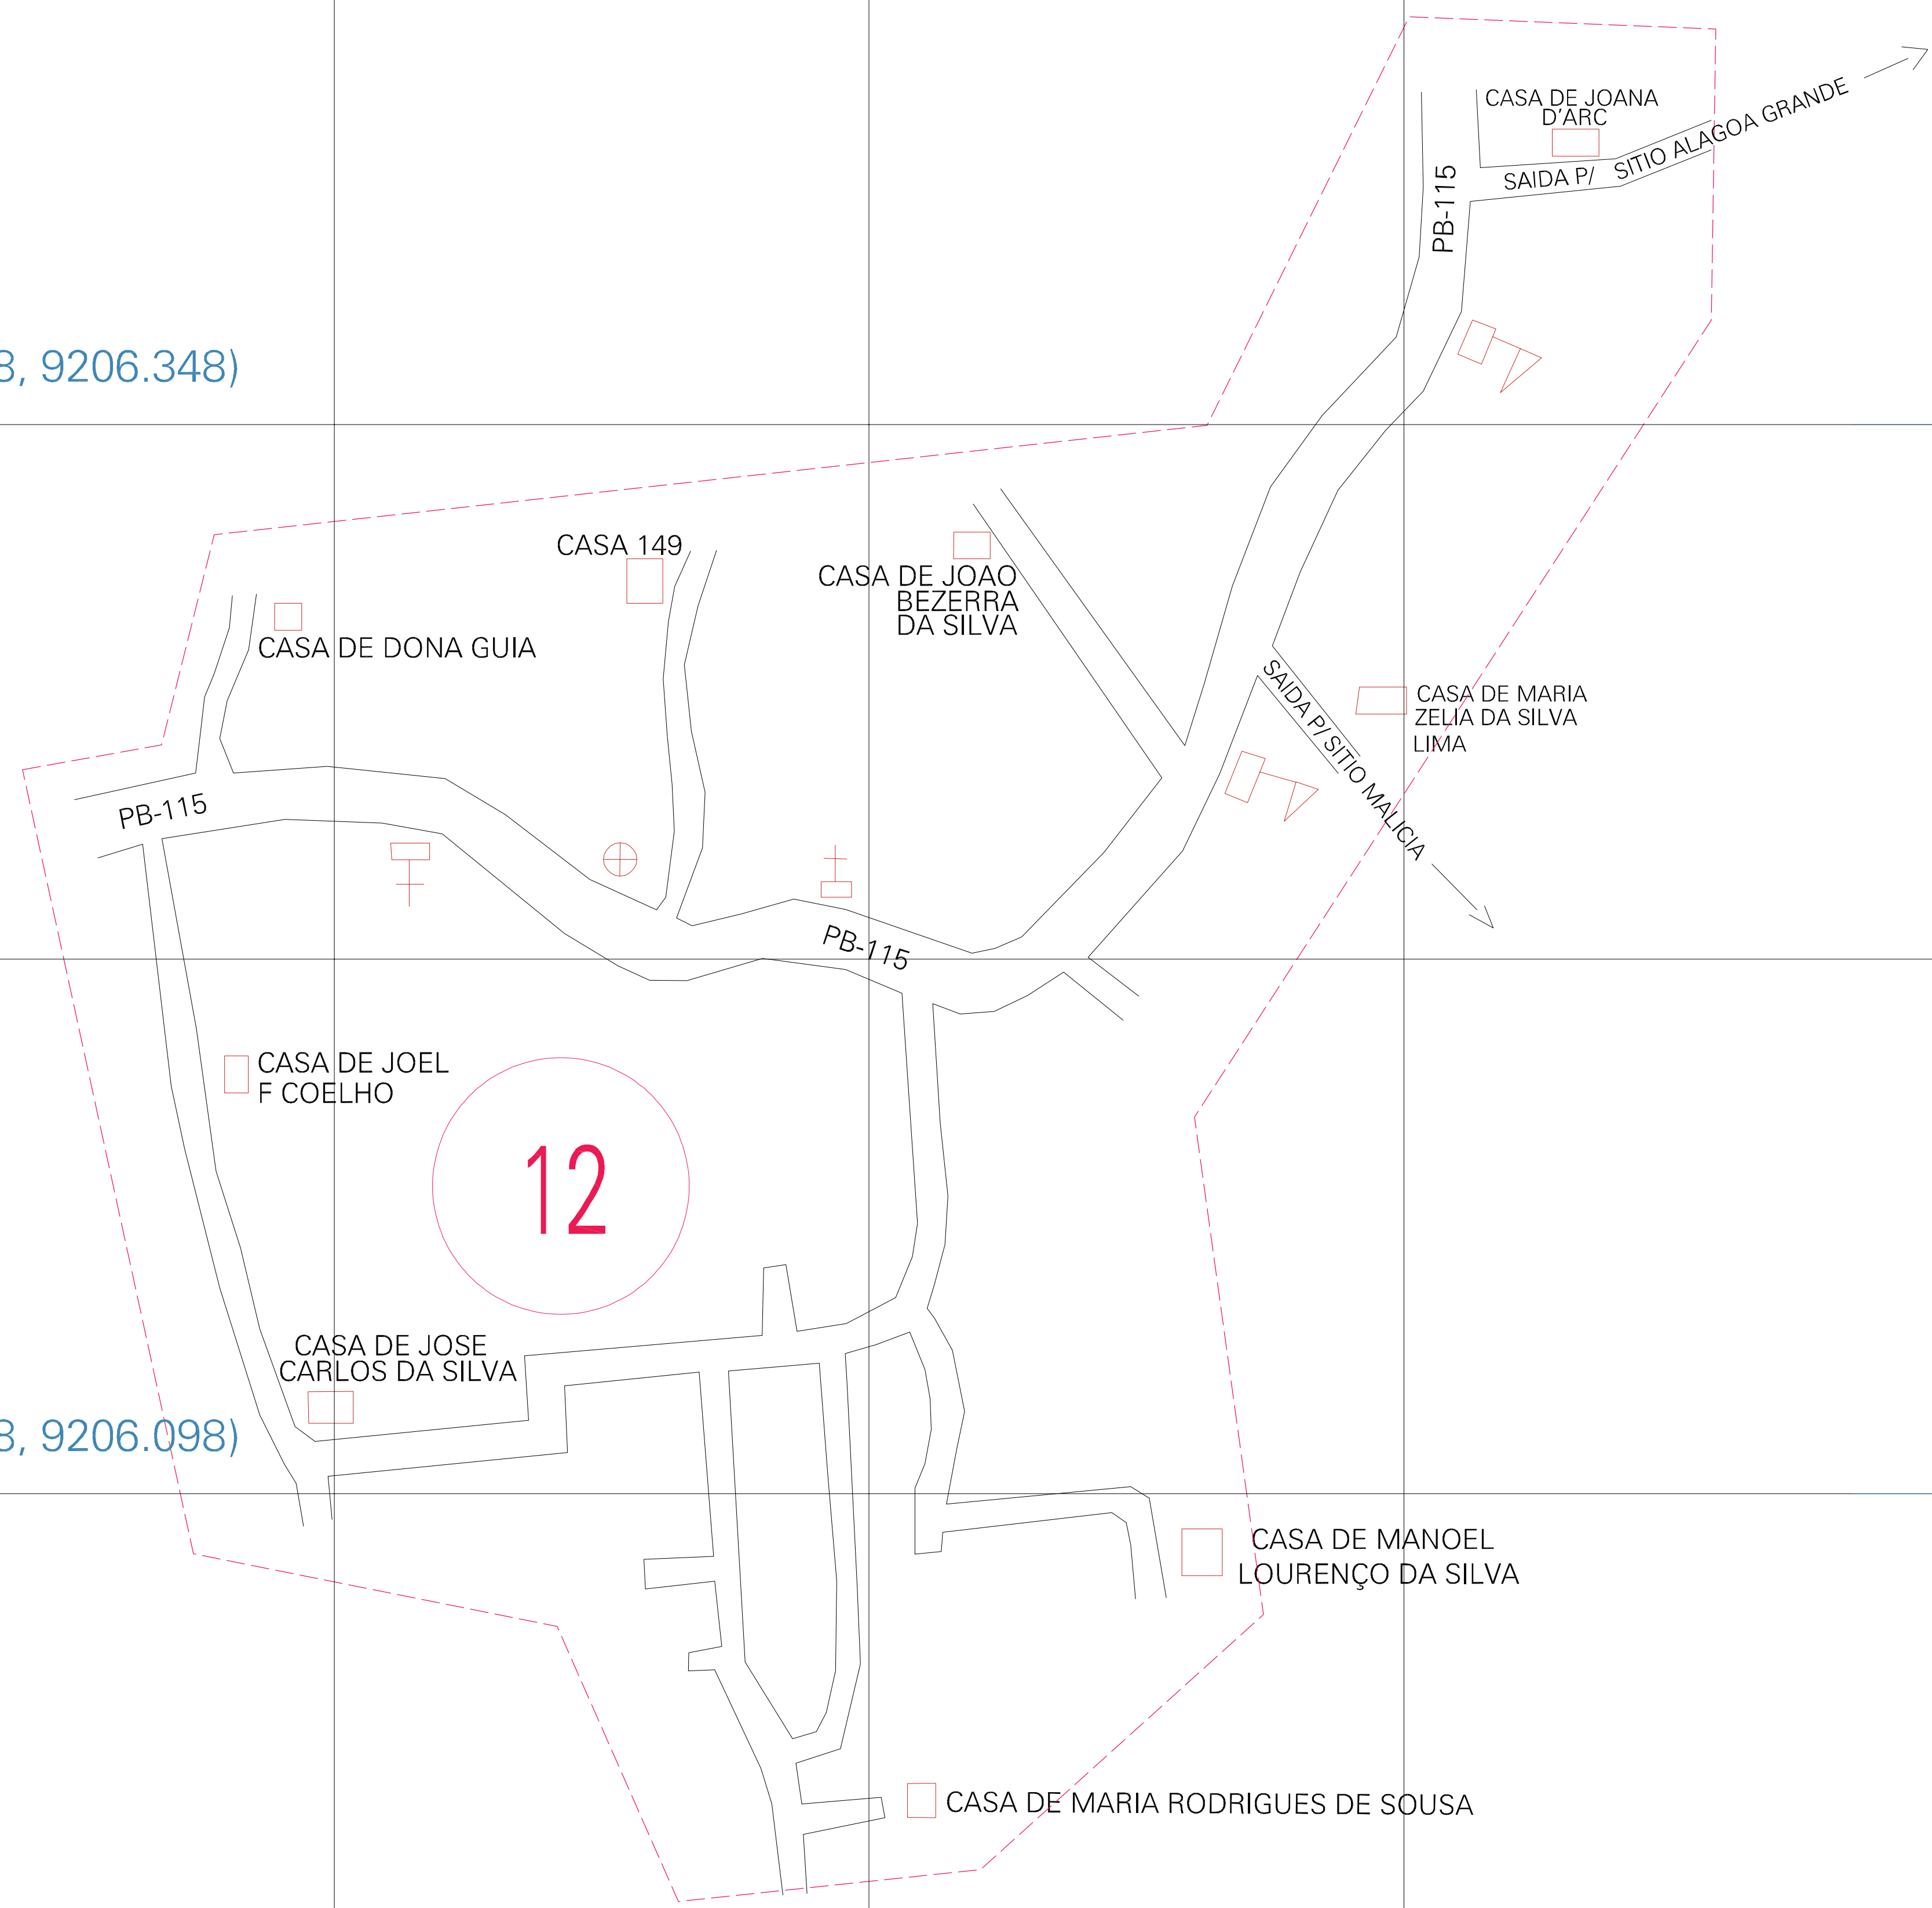 CASA DE JOANA
D'ARC
SAIDA P/ SITIO ALAGOA GRANDE
PB-115
8, 9206.348)
CASA 149
CASA DE JOAO
BEZERRA
DA SILVA
CASA DE DONA GUIA
SAIDA P/ SITIO MALICIA
CASA DE MARIA
ZELIA DA SILVA
LIMA
PB-115
PB-115
CASA DE JOEL
F COELHO
12
CASA DE JOSE
CARLOS DA SILVA
8, 9206.098)
CASA DE MANOEL
LOURENÇO DA SILVA
CASA DE MARIA RODRIGUES DE SOUSA